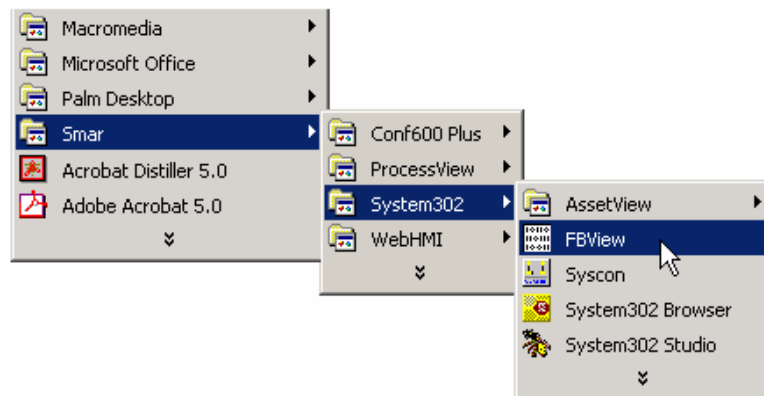 Macromedia
Microsoft Office
Palm Desktop
Smar
Acrobat Distiller 5.0
Adobe Acrobat 5.0
Conf600 Plus
ProcessView
System302
WebHMI
AssetView
FBView
Syscon
System302 Browser
System302 Studio